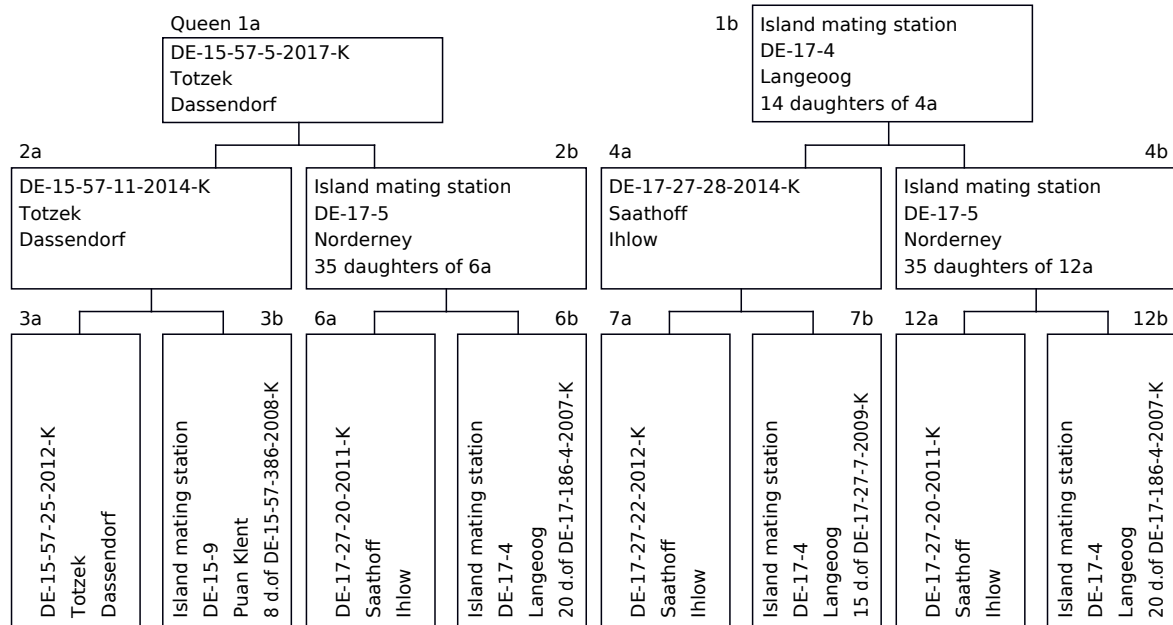 Queen 1a
DE-15-57-5-2017-K
Totzek
Dassendorf
1b
Island mating station
DE-17-4
Langeoog
14 daughters of 4a
2a
DE-15-57-11-2014-K
Totzek
Dassendorf
2b
Island mating station
DE-17-5
Norderney
35 daughters of 6a
4a
DE-17-27-28-2014-K
Saathoff
Ihlow
4b
Island mating station
DE-17-5
Norderney
35 daughters of 12a
3a
DE-15-57-25-2012-K
Totzek
Dassendorf
3b
Island mating station
DE-15-9
Puan Klent
8 d.of DE-15-57-386-2008-K
6a
DE-17-27-20-2011-K
Saathoff
Ihlow
6b
Island mating station
DE-17-4
Langeoog
20 d.of DE-17-186-4-2007-K
7a
DE-17-27-22-2012-K
Saathoff
Ihlow
7b
Island mating station
DE-17-4
Langeoog
15 d.of DE-17-27-7-2009-K
12a
DE-17-27-20-2011-K
Saathoff
Ihlow
12b
Island mating station
DE-17-4
Langeoog
20 d.of DE-17-186-4-2007-K